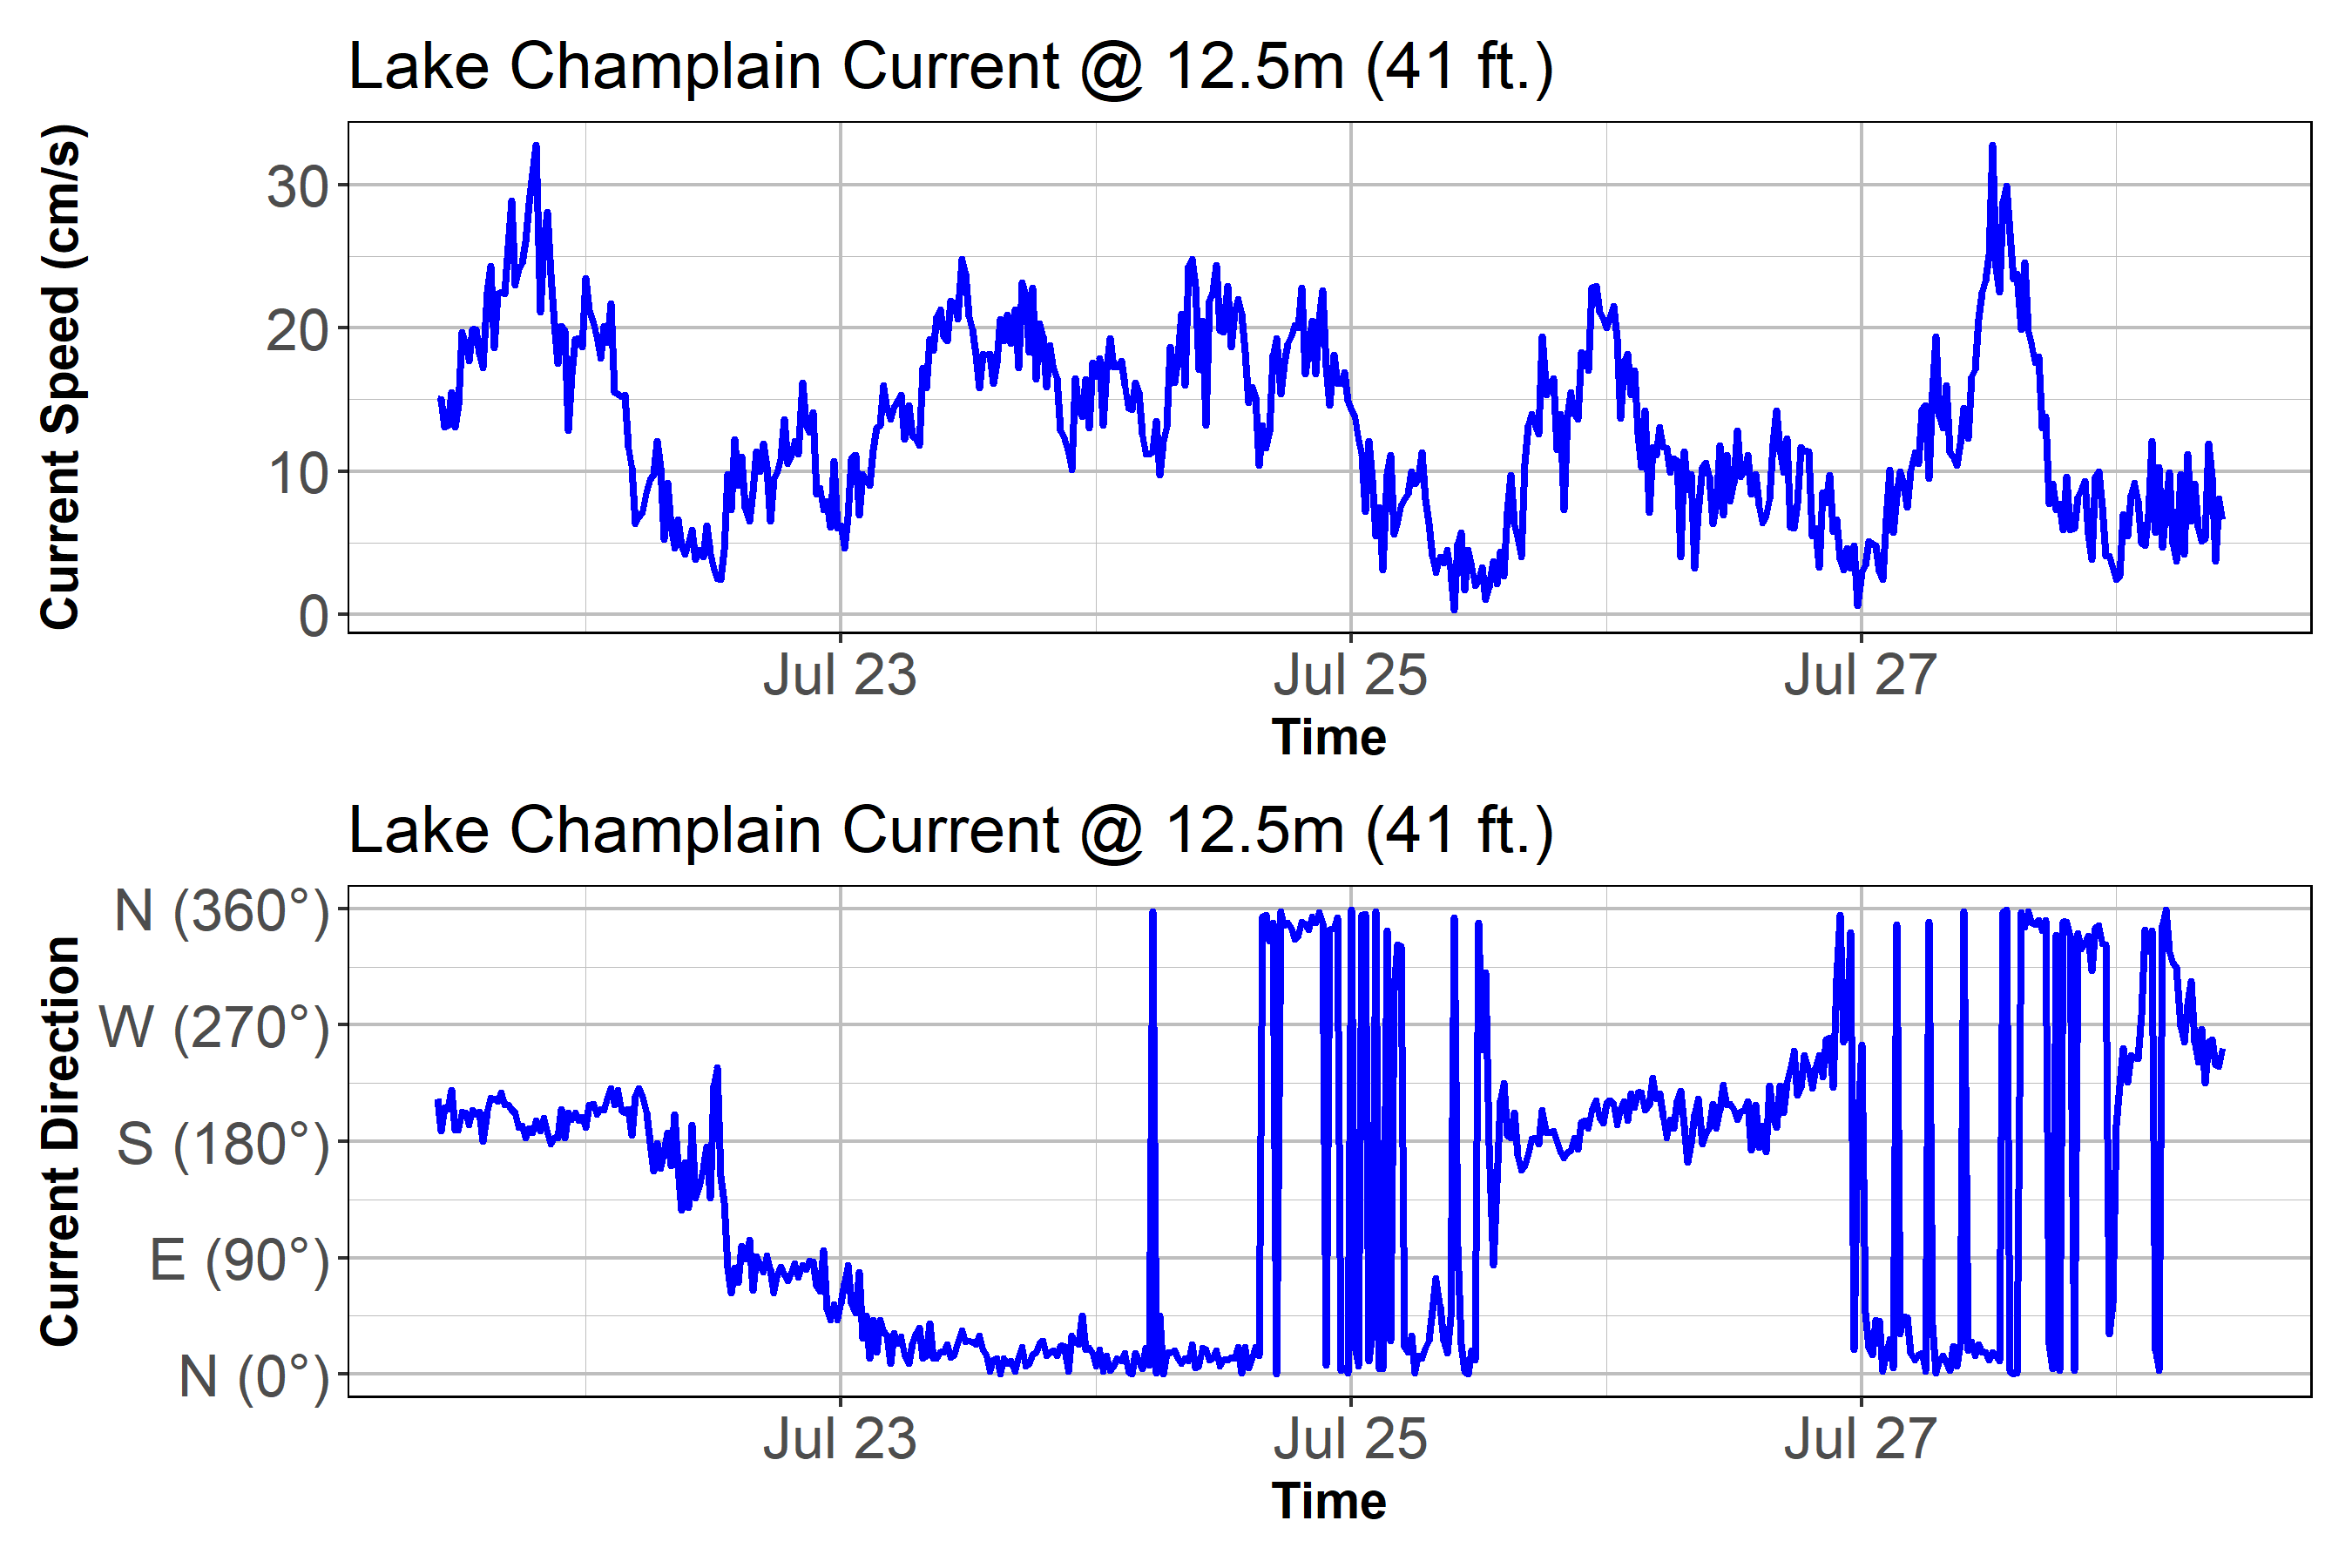 Lake Champlain Current @ 12.5m (41 ft.)
Current Speed (cm/s)
30
20
10
0
Jul 23 Jul 25 Jul 27
Time
Lake Champlain Current @ 12.5m (41 ft.)
Current Direction
N (360°)
W (270°)
S (180°)
E (90°)
N (0°)
Jul 23 Jul 25 Jul 27
Time